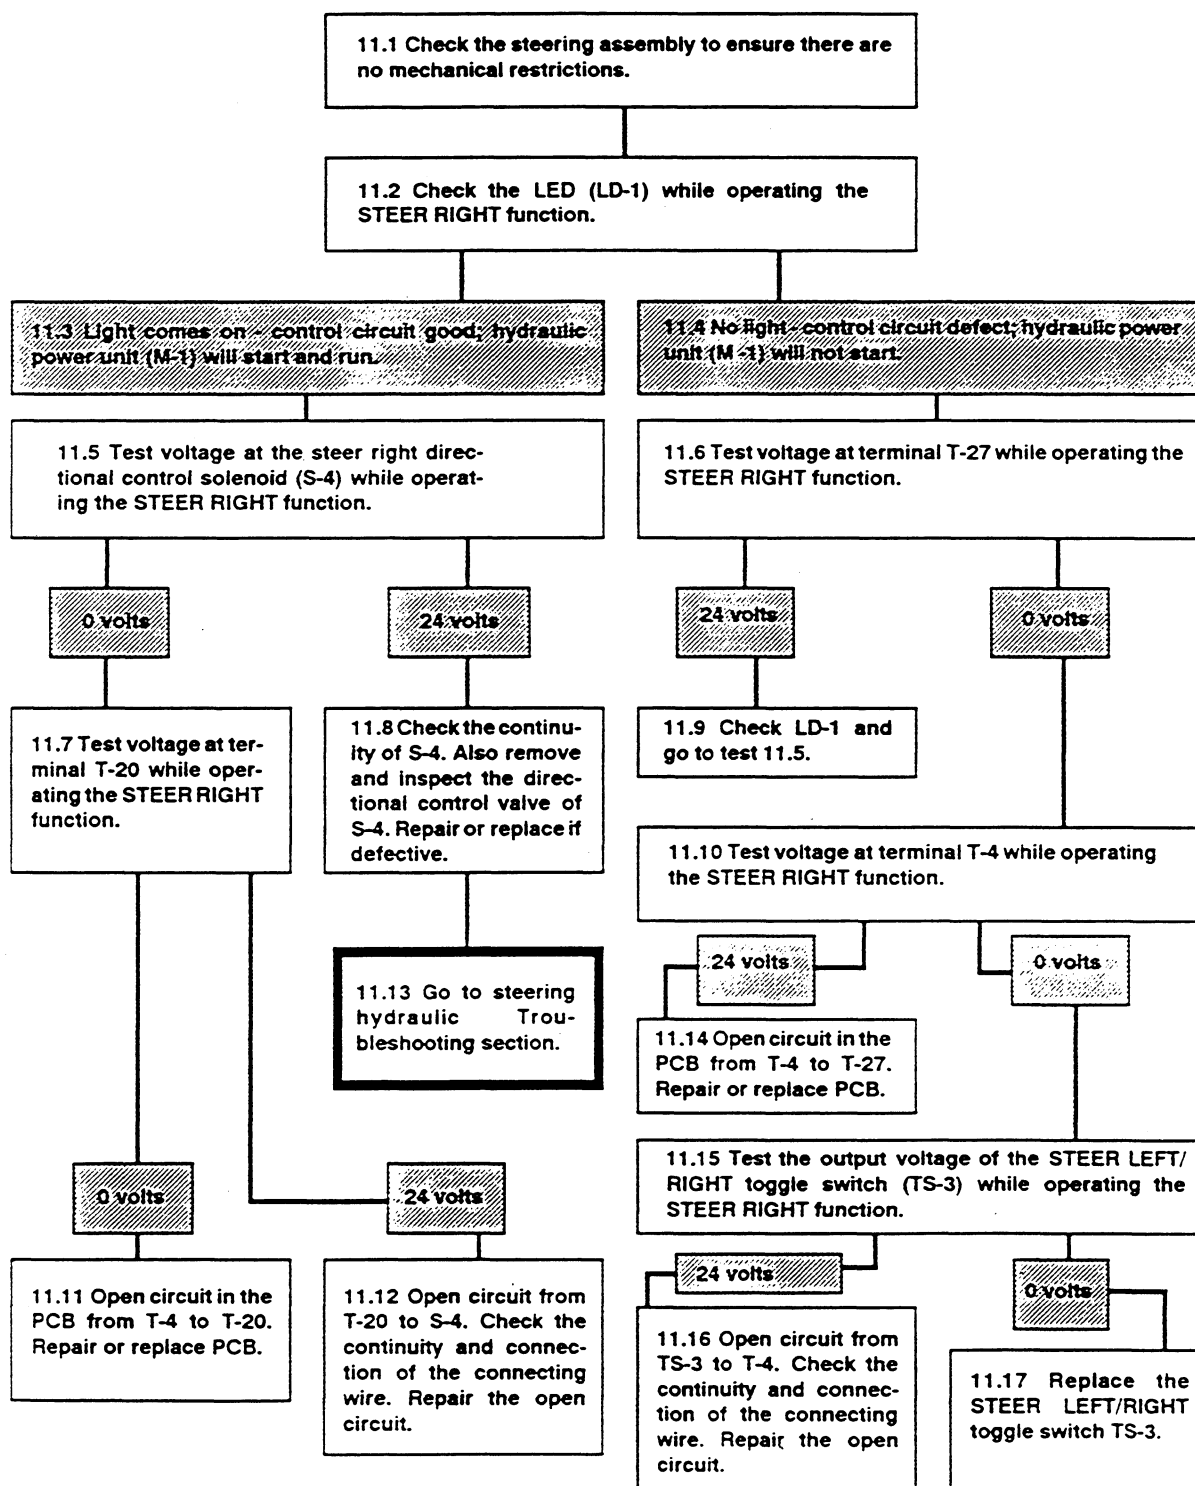 11.1 Check the steering assembly to ensure there are
no mechanical restrictions.
11.2 Check the LED (LD-1) while operating the
STEER RIGHT function.
11.3 Light comes on - control circuit good; hydraulic
power unit (M-1) will start and run.
11.4 No light - control circuit defect; hydraulic power
unit (M -1) will not start.
11.5 Test voltage at the steer right direc-
tional control solenoid (S-4) while operat-
ing the STEER RIGHT function.
11.6 Test voltage at terminal T-27 while operating the
STEER RIGHT function.
0 volts
24 volts
24 volts
0 volts
11.7 Test voltage at ter-
minal T-20 while oper-
ating the STEER RIGHT
function.
11.8 Check the continu-
ity of S-4. Also remove
and inspect the direc-
tional control valve of
S-4. Repair or replace if
defective.
11.9 Check LD-1 and
go to test 11.5.
11.10 Test voltage at terminal T-4 while operating
the STEER RIGHT function.
24 volts
0 volts
11.13 Go to steering
hydraulic Trou-
bleshooting section.
11.14 Open circuit in the
PCB from T-4 to T-27.
Repair or replace PCB.
11.15 Test the output voltage of the STEER LEFT/
RIGHT toggle switch (TS-3) while operating the
STEER RIGHT function.
0 volts
24 volts
24 volts
0 volts
11.11 Open circuit in the
PCB from T-4 to T-20.
Repair or replace PCB.
11.12 Open circuit from
T-20 to S-4. Check the
continuity and connec-
tion of the connecting
wire. Repair the open
circuit.
11.16 Open circuit from
TS-3 to T-4. Check the
continuity and connec-
tion of the connecting
wire. Repair the open
circuit.
11.17 Replace the
STEER LEFT/RIGHT
toggle switch TS-3.